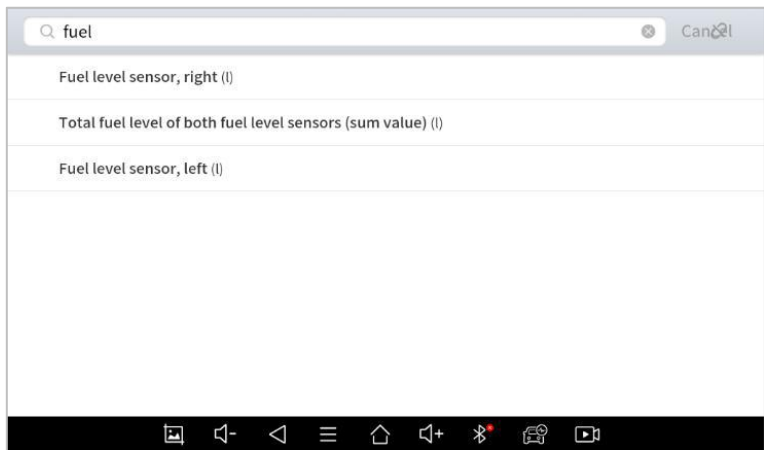 fuel
Cancel
Fuel level sensor, right (l)
Total fuel level of both fuel level sensors (sum value) (l)
Fuel level sensor, left (l)